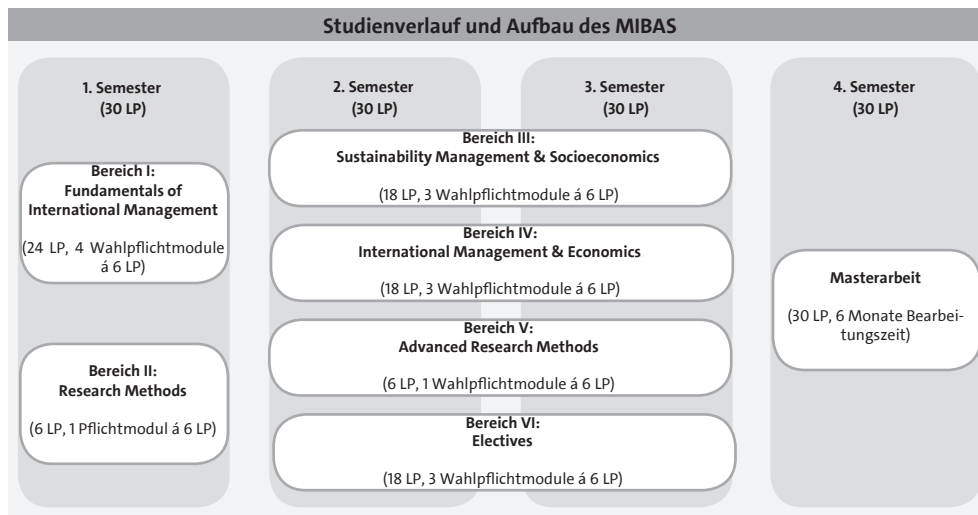 Studienverlauf und Aufbau des MIBAS
1. Semester
(30 LP)
Bereich I:
Fundamentals of
International Management
(24 LP, 4 Wahlpflichtmodule
á 6 LP)
Bereich II:
Research Methods
(6 LP, 1 Pflichtmodul á 6 LP)
2. Semester
(30 LP)
3. Semester
(30 LP)
Bereich III:
Sustainability Management & Socioeconomics
(18 LP, 3 Wahlpflichtmodule á 6 LP)
Bereich IV:
International Management & Economics
(18 LP, 3 Wahlpflichtmodule á 6 LP)
Bereich V:
Advanced Research Methods
(6 LP, 1 Wahlpflichtmodule á 6 LP)
Bereich VI:
Electives
(18 LP, 3 Wahlpflichtmodule á 6 LP)
4. Semester
(30 LP)
Masterarbeit
(30 LP, 6 Monate Bearbei-
tungszeit)